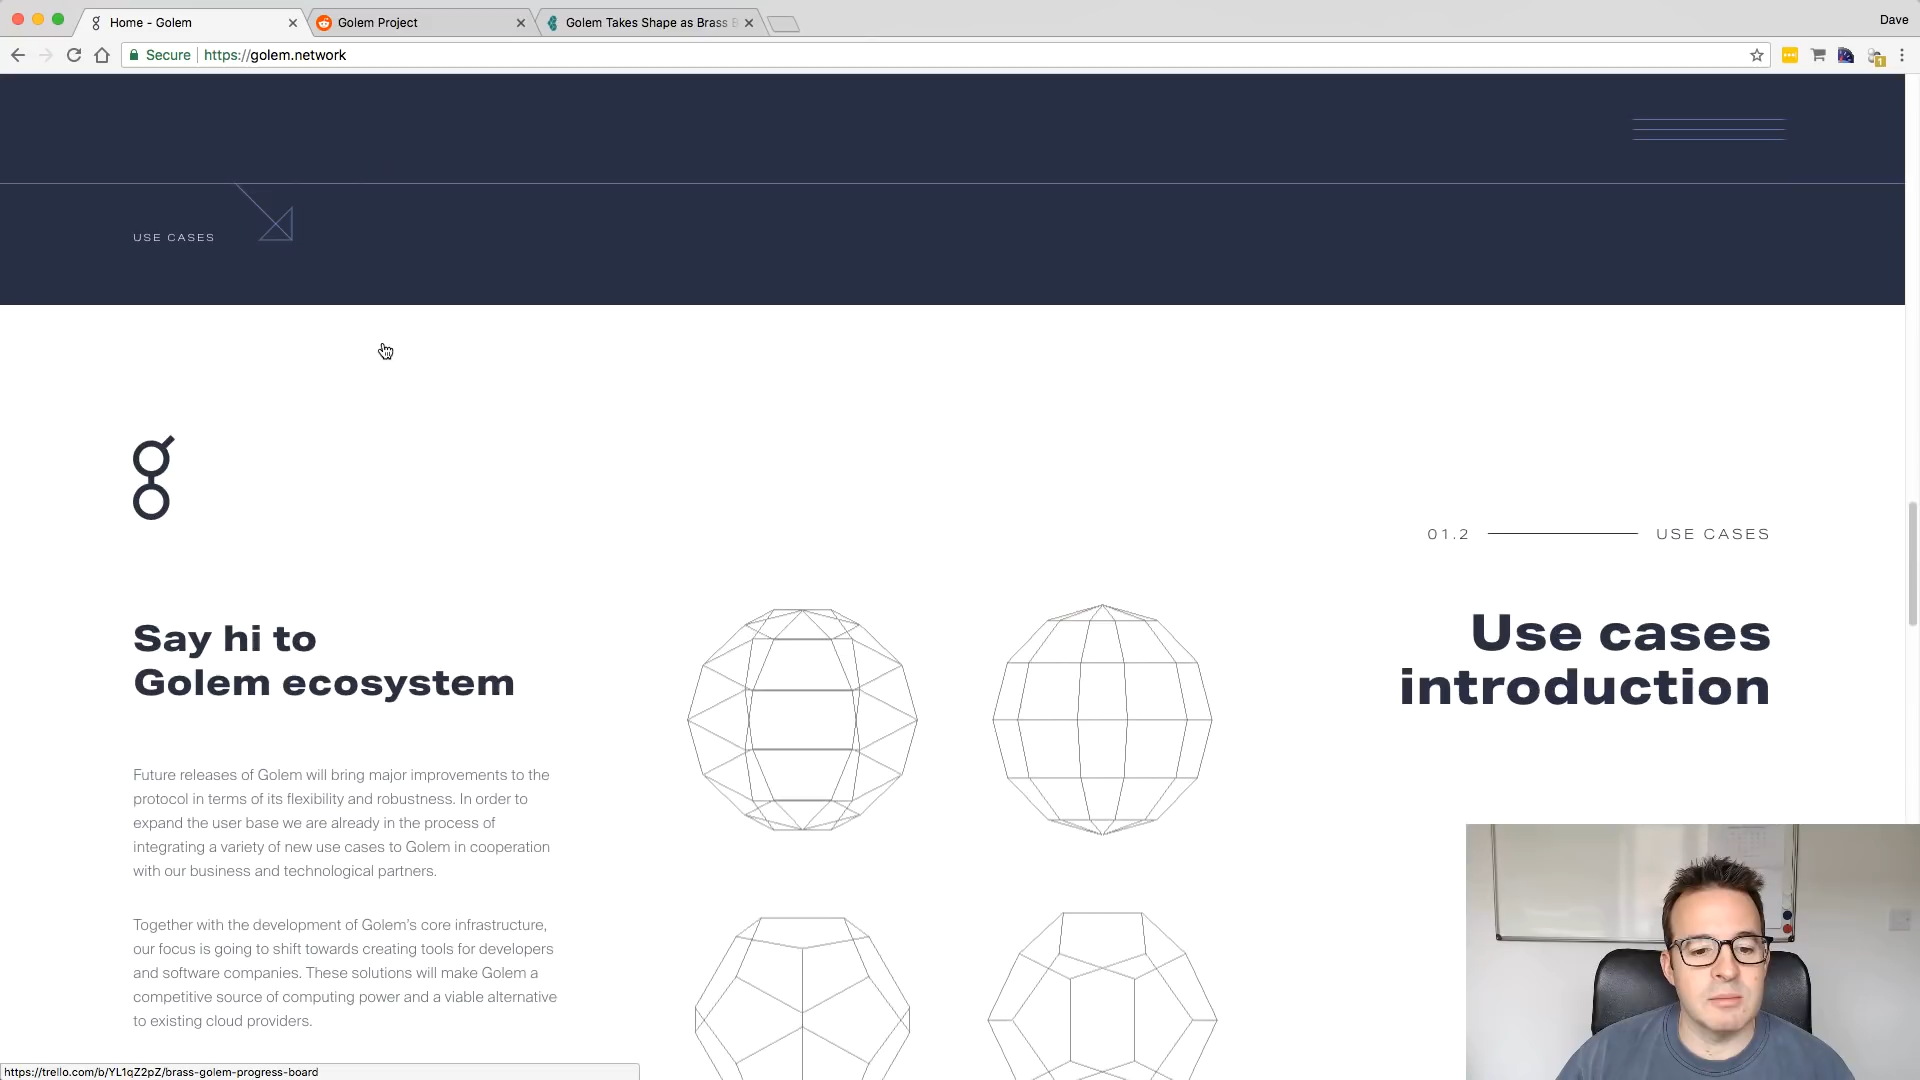 Home - Golem
Golem Project
Golem Takes Shape as Brass
Dave
Secure
https://golem.network
1
USE CASES
01.2
USE CASES
Say hi to
Golem ecosystem
Use cases
introduction
Future releases of Golem will bring major improvements to the
protocol in terms of its flexibility and robustness. In order to
expand the user base we are already in the process of
integrating a variety of new use cases to Golem in cooperation
with our business and technological partners.
Together with the development of Golem’s core infrastructure,
our focus is going to shift towards creating tools for developers
and software companies. These solutions will make Golem a
competitive source of computing power and a viable alternative
to existing cloud providers.
https://trello.com/b/YL1qZ2pZ/brass-golem-progress-board